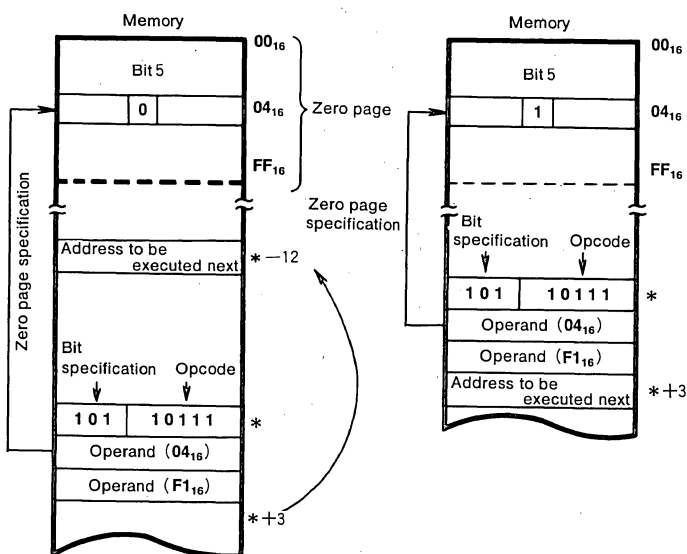 Memory
00₁₆
Bit 5
0
04₁₆
Zero page
FF₁₆
Zero page specification
Address to be
executed next
*−12
Bit
specification
Opcode
101
10111
*
Operand (04₁₆)
Operand (F1₁₆)
*+3
Memory
00₁₆
Bit 5
1
04₁₆
FF₁₆
Zero page
specification
Bit
specification
Opcode
101
10111
*
Operand (04₁₆)
Operand (F1₁₆)
Address to be
executed next
*+3